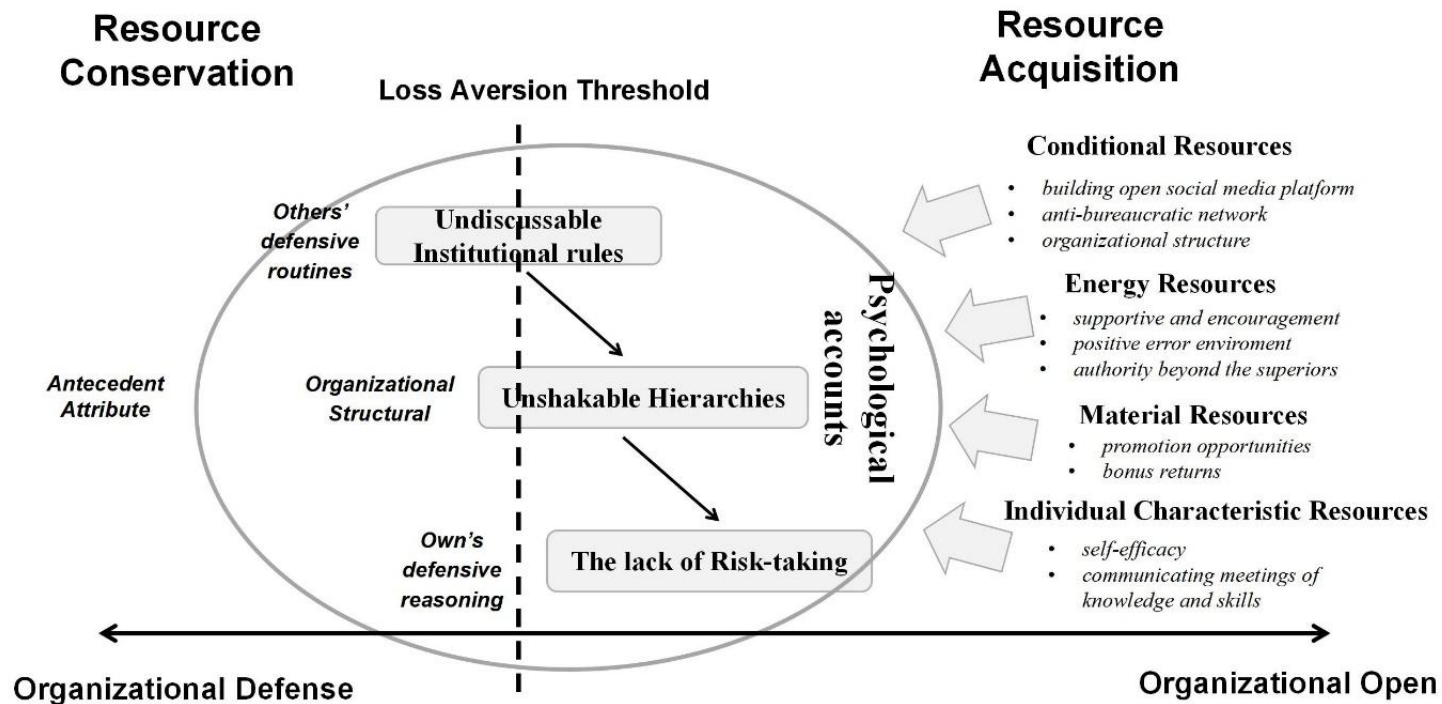 Resource
Conservation
Loss Aversion Threshold
Resource
Acquisition
Conditional Resources
• building open social media platform
• anti-bureaucratic network
• organizational structure
Others'
defensive
routines
Undiscussable
Institutional rules
Psychological
accounts
Energy Resources
• supportive and encouragement
• positive error enviroment
• authority beyond the superiors
Antecedent
Attribute
Organizational
Structural
Unshakable Hierarchies
Material Resources
• promotion opportunities
• bonus returns
Own's
defensive
reasoning
The lack of Risk-taking
Individual Characteristic Resources
• self-efficacy
• communicating meetings of
knowledge and skills
Organizational Defense
Organizational Open